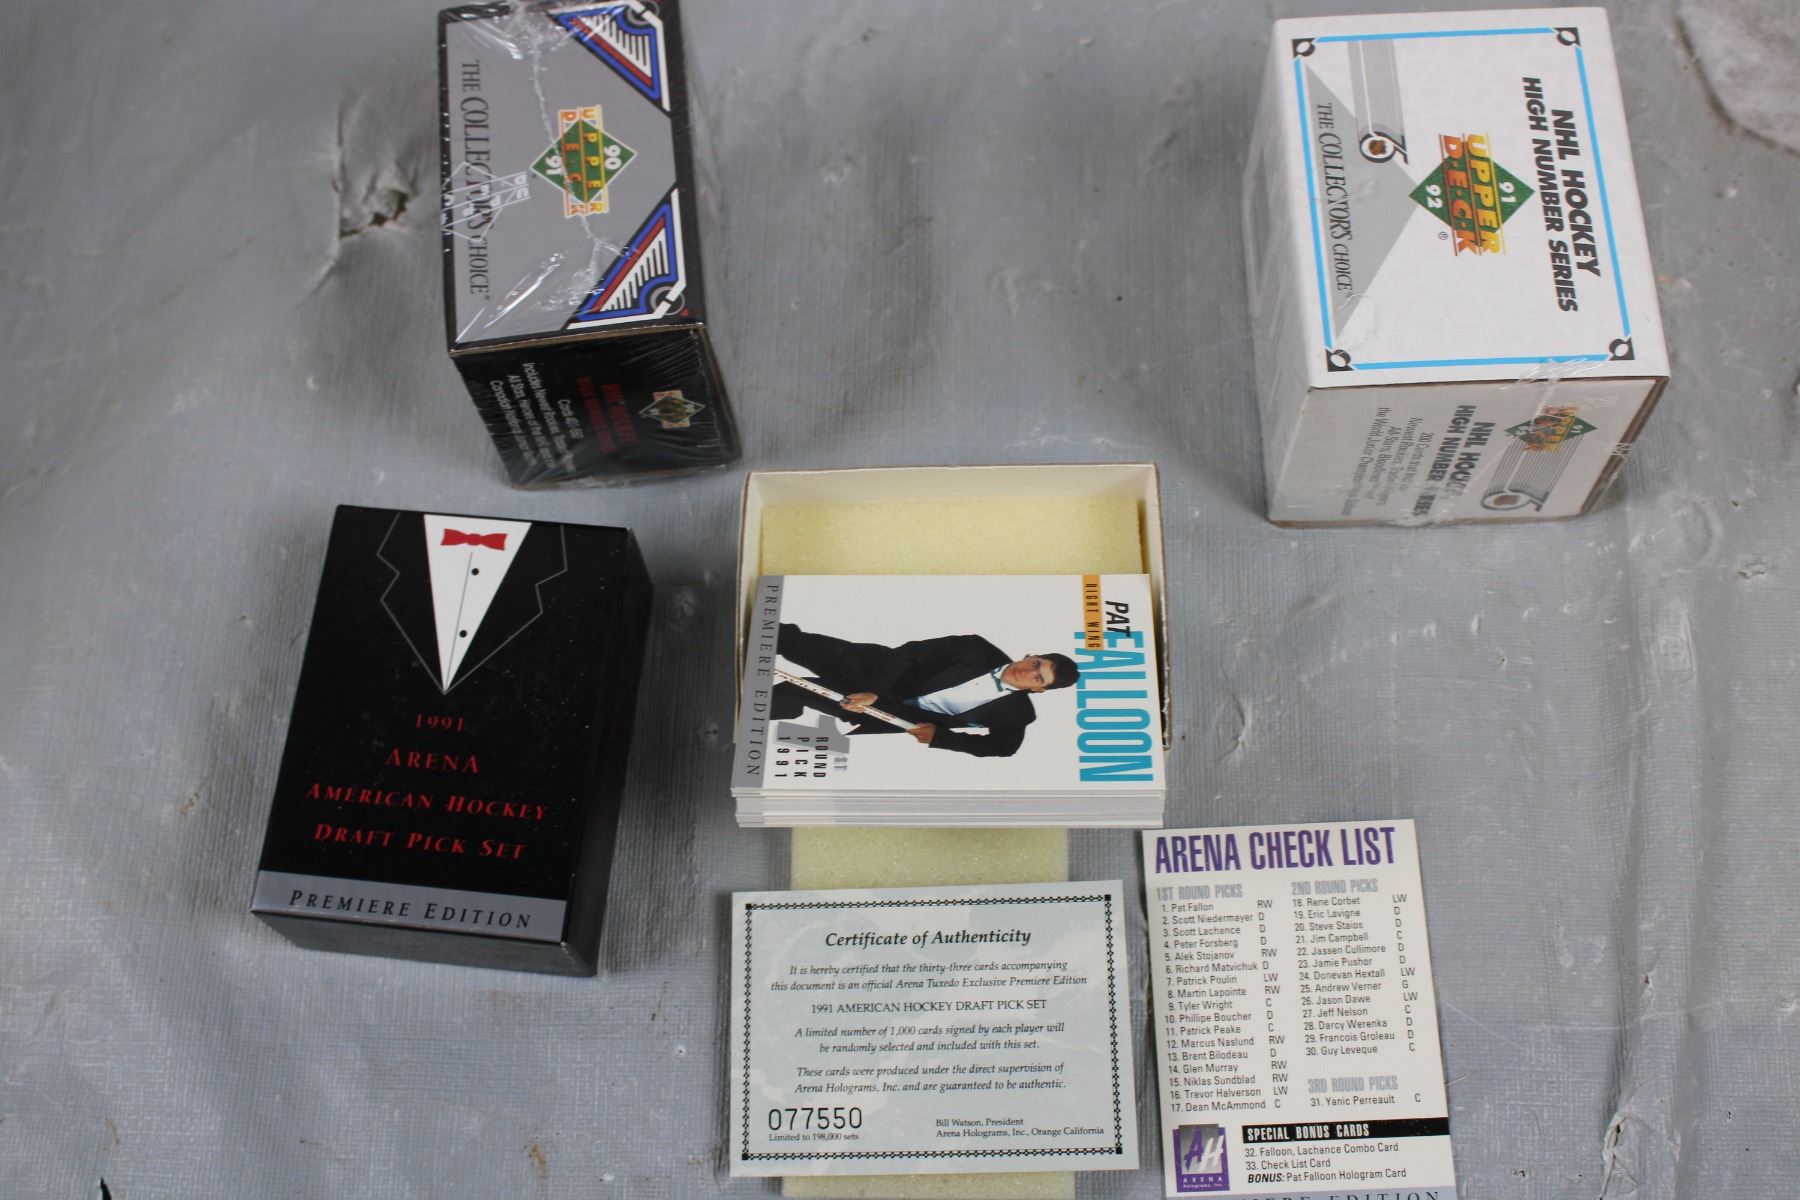 THE COLLECTOR'S CHOICE
UPPER
DECK
90
91
NHL HOCKEY
HIGH NUMBER SERIES
Cards 401-550
NHL HOCKEY
HIGH NUMBER SERIES
UPPER
DECK
91
92
THE COLLECTOR'S CHOICE
NHL HOCKEY
HIGH NUMBER SERIES
1991
ARENA
AMERICAN HOCKEY
DRAFT PICK SET
PREMIERE EDITION
PAT
FALLOON
RIGHT WING
1ST
ROUND
PICK
1991
PREMIERE EDITION
Certificate of Authenticity
It is hereby certified that the thirty-three cards accompanying
this document is an official Arena Tuxedo Exclusive Premiere Edition
1991 AMERICAN HOCKEY DRAFT PICK SET
A limited number of 1,000 cards signed by each player will
be randomly selected and included with this set.
These cards were produced under the direct supervision of
Arena Holograms, Inc. and are guaranteed to be authentic.
077550
Limited to 198,000 sets
Bill Watson, President
Arena Holograms, Inc., Orange California
ARENA CHECK LIST
1ST ROUND PICKS
1. Pat Fallon RW
2. Scott Niedermayer D
3. Scott Lachance D
4. Peter Forsberg D
5. Alek Stojanov RW
6. Richard Matvichuk D
7. Patrick Poulin LW
8. Martin Lapointe RW
9. Tyler Wright C
10. Phillipe Boucher D
11. Patrick Peake C
12. Marcus Naslund RW
13. Brent Bilodeau D
14. Glen Murray RW
15. Niklas Sundblad RW
16. Trevor Halverson LW
17. Dean McAmmond C
2ND ROUND PICKS
18. Rene Corbet LW
19. Eric Lavigne D
20. Steve Staios D
21. Jim Campbell C
22. Jassen Cullimore D
23. Jamie Pushor D
24. Donevan Hextall LW
25. Andrew Verner G
26. Jason Dawe LW
27. Jeff Nelson C
28. Darcy Werenka D
29. Francois Groleau D
30. Guy Leveque C
3RD ROUND PICKS
31. Yanic Perreault C
AH
ARENA
Holograms, Inc.
SPECIAL BONUS CARDS
32. Falloon, Lachance Combo Card
33. Check List Card
BONUS: Pat Falloon Hologram Card